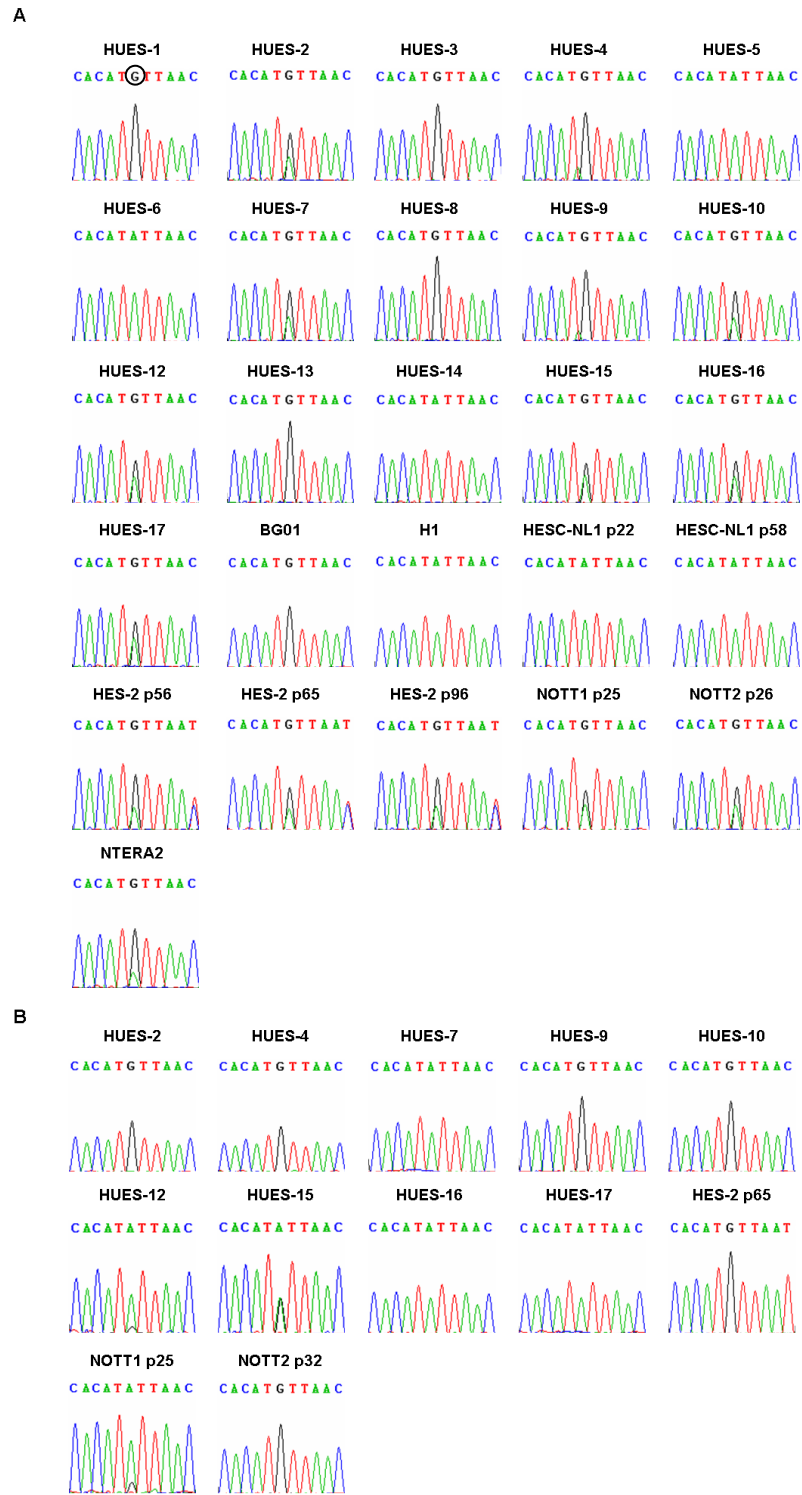 A
HUES-1 HUES-2 HUES-3 HUES-4 HUES-5
CACATGTTAAC CACATGTTAAC CACATGTTAAC CACATGTTAAC CACATATTAAC
HUES-6 HUES-7 HUES-8 HUES-9 HUES-10
CACATATTAAC CACATGTTAAC CACATGTTAAC CACATGTTAAC CACATGTTAAC
HUES-12 HUES-13 HUES-14 HUES-15 HUES-16
CACATGTTAAC CACATGTTAAC CACATATTAAC CACATGTTAAC CACATGTTAAC
HUES-17 BG01 H1 HESC-NL1 p22 HESC-NL1 p58
CACATGTTAAC CACATGTTAAC CACATATTAAC CACATATTAAC CACATATTAAC
HES-2 p56 HES-2 p65 HES-2 p96 NOTT1 p25 NOTT2 p26
CACATGTTAAT CACATGTTAAT CACATGTTAAT CACATGTTAAC CACATGTTAAC
NTERA2
CACATGTTAAC
B
HUES-2 HUES-4 HUES-7 HUES-9 HUES-10
CACATGTTAAC CACATGTTAAC CACATATTAAC CACATGTTAAC CACATGTTAAC
HUES-12 HUES-15 HUES-16 HUES-17 HES-2 p65
CACATATTAAC CACATATTAAC CACATATTAAC CACATATTAAC CACATGTTAAT
NOTT1 p25 NOTT2 p32
CACATATTAAC CACATGTTAAC